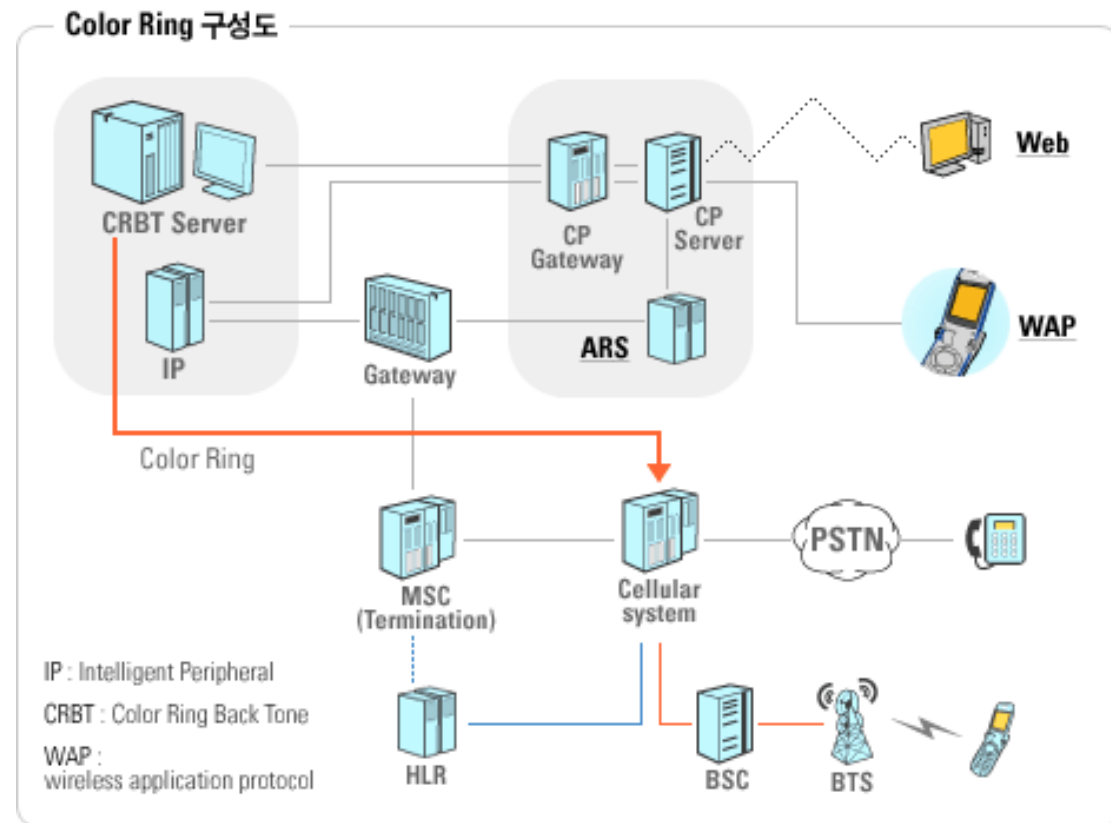 Color Ring 구성도
CRBT Server
IP
Gateway
CP
Gateway
CP
Server
ARS
Web
WAP
Color Ring
MSC
(Termination)
Cellular
system
PSTN
HLR
BSC
BTS
IP : Intelligent Peripheral
CRBT : Color Ring Back Tone
WAP :
wireless application protocol